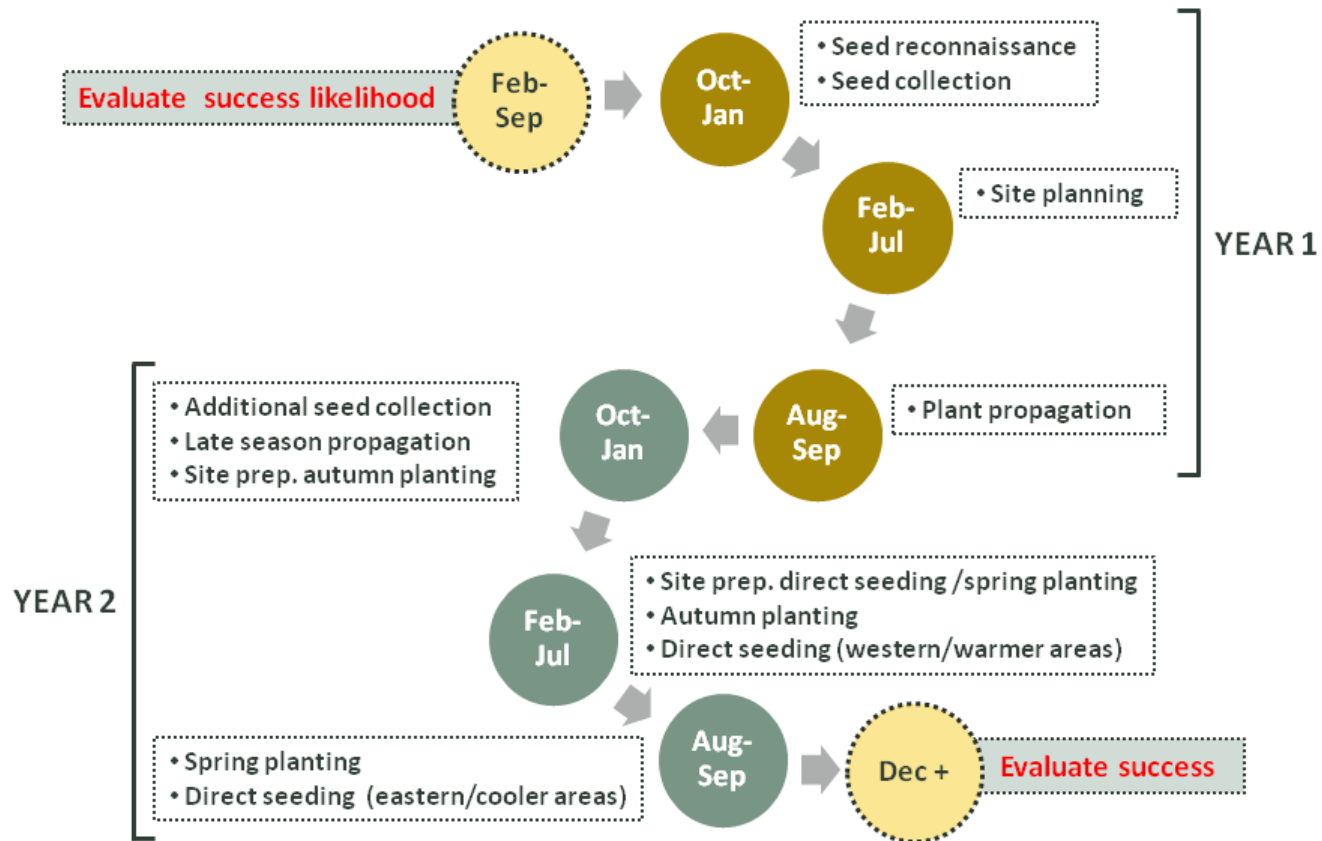 Evaluate success likelihood
Feb-
Sep
Oct-
Jan
• Seed reconnaissance
• Seed collection
Feb-
Jul
• Site planning
YEAR 1
Aug-
Sep
• Plant propagation
Oct-
Jan
• Additional seed collection
• Late season propagation
• Site prep. autumn planting
YEAR 2
Feb-
Jul
• Site prep. direct seeding /spring planting
• Autumn planting
• Direct seeding (western/warmer areas)
Aug-
Sep
• Spring planting
• Direct seeding (eastern/cooler areas)
Dec +
Evaluate success